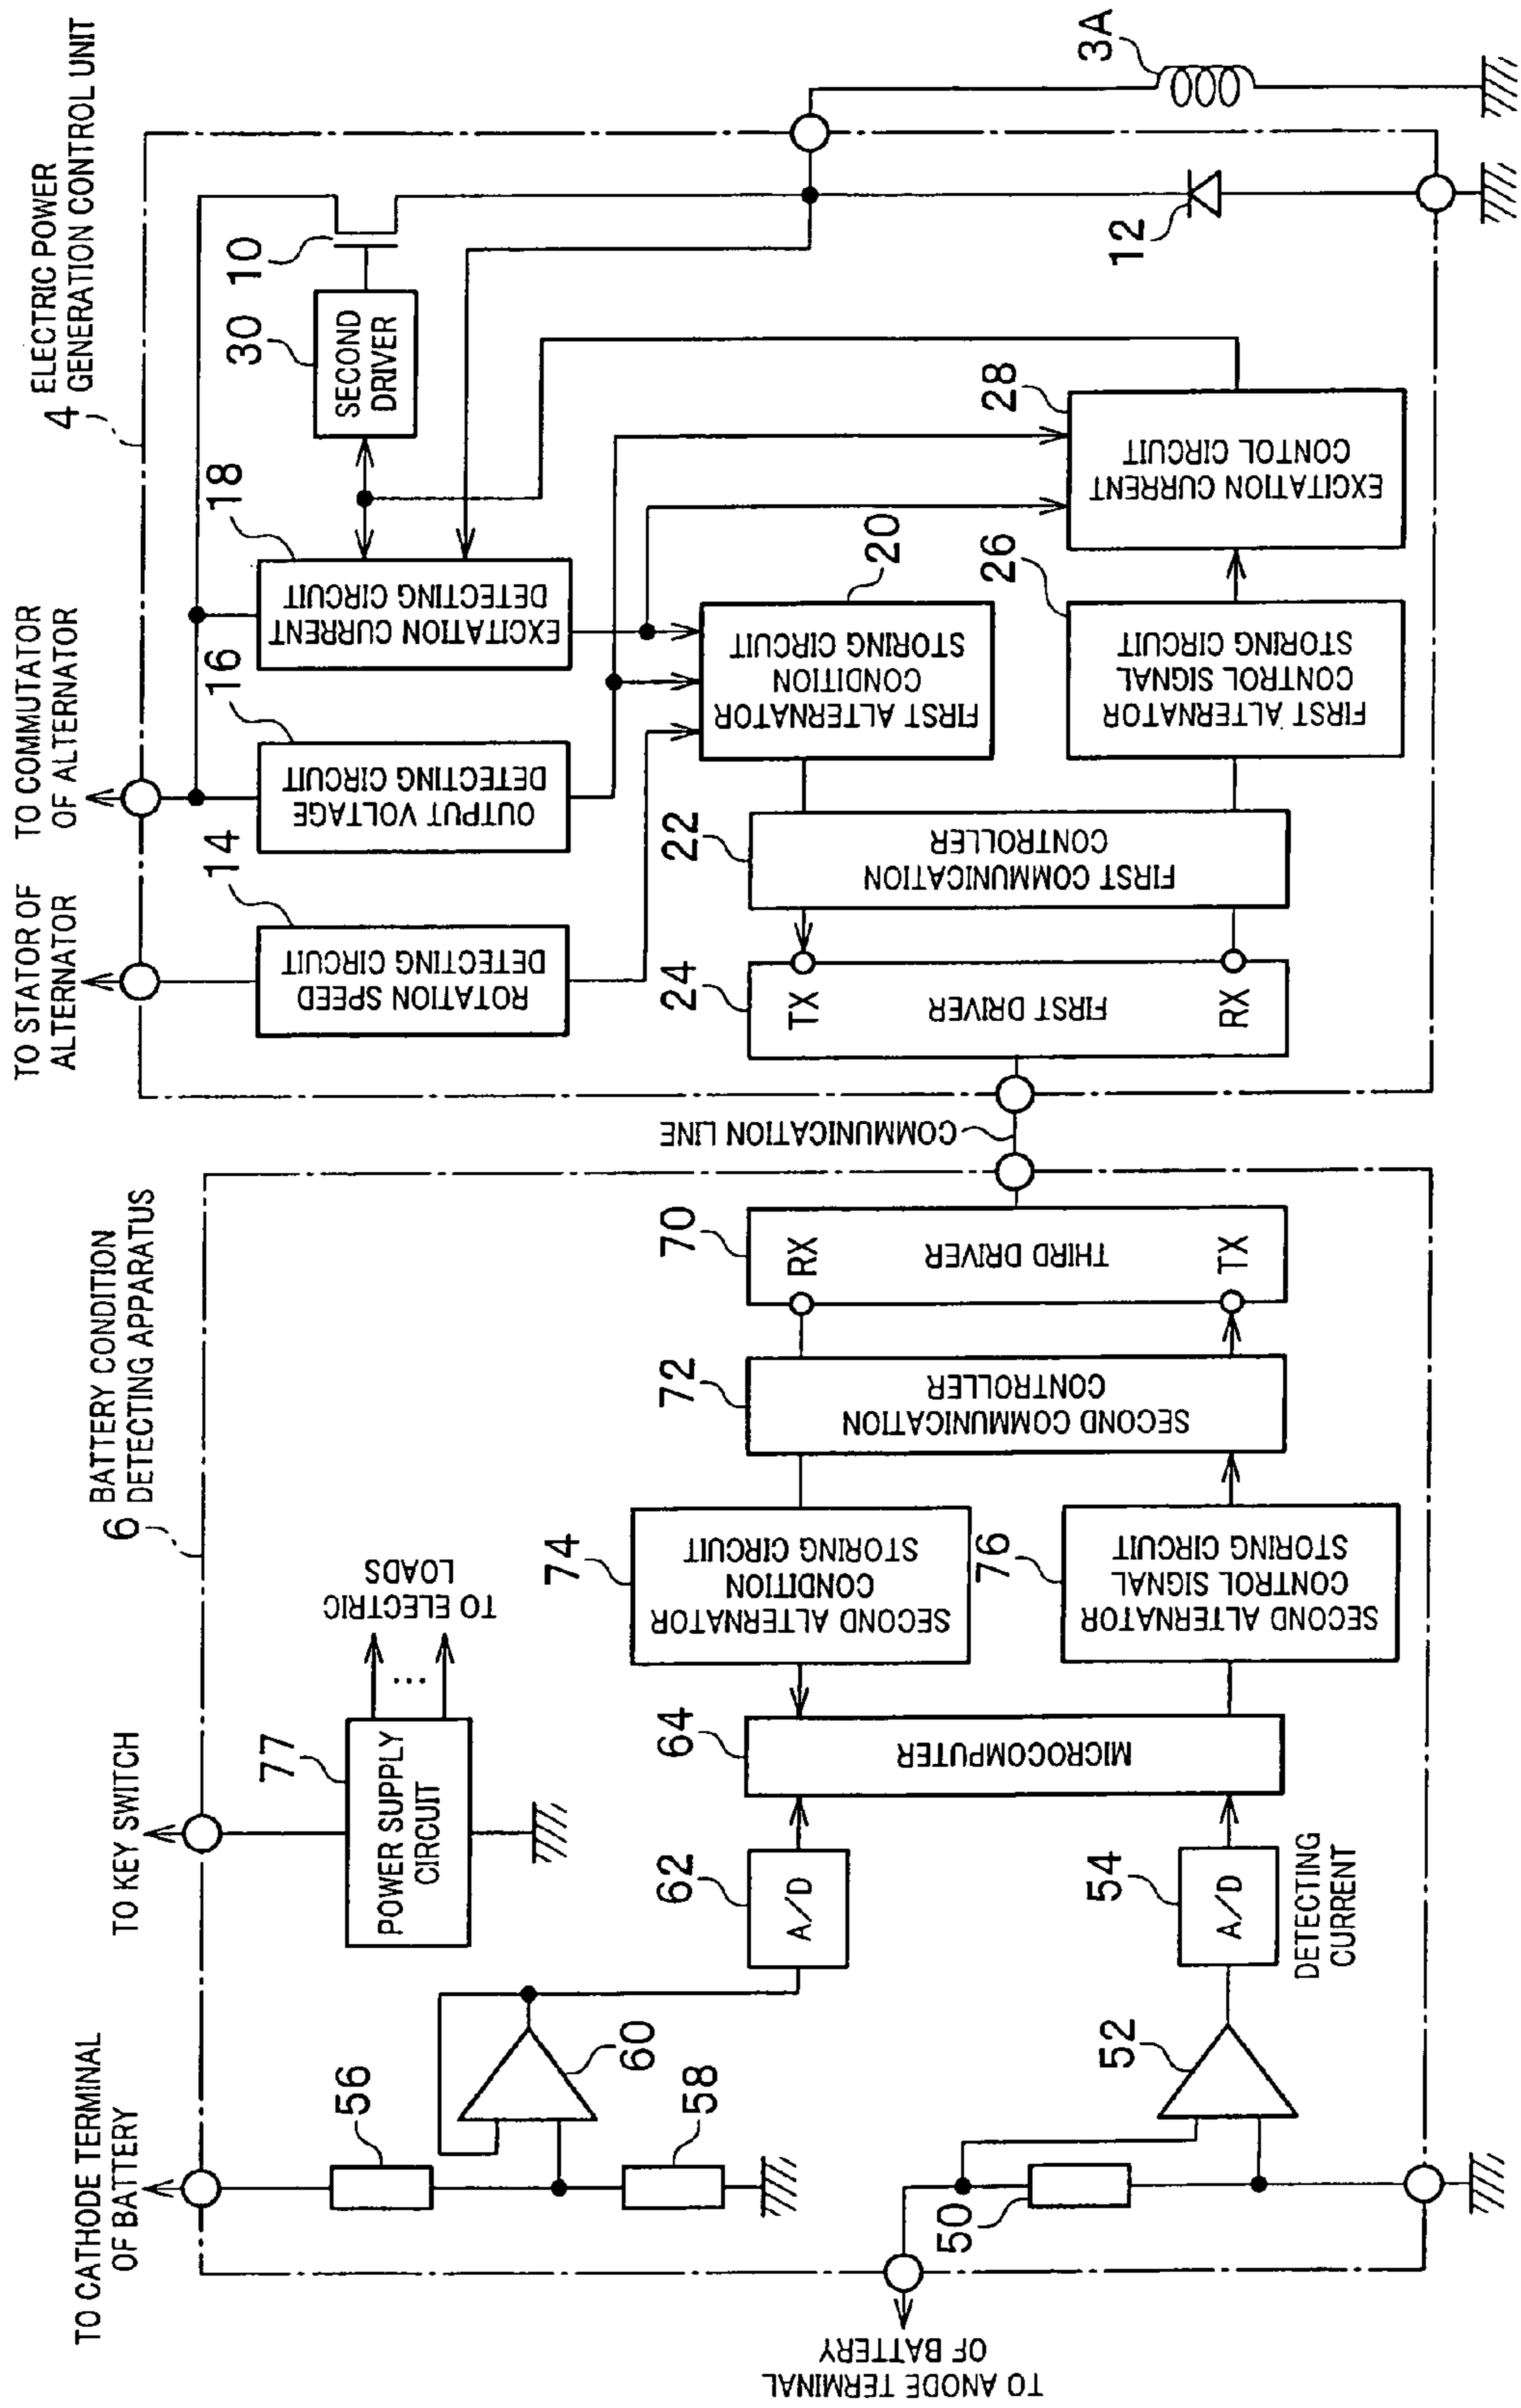 TO CATHODE TERMINAL
OF BATTERY
TO KEY SWITCH
6
BATTERY CONDITION
DETECTING APPARATUS
56
60
58
77
POWER SUPPLY
CIRCUIT
TO ELECTRIC
LOADS
...
62
A/D
64
MICROCOMPUTER
74
SECOND ALTERNATOR
CONDITION
STORING CIRCUIT
72
SECOND COMMUNICATION
CONTROLLER
70
RX
THIRD DRIVER
TX
76
SECOND ALTERNATOR
CONTROL SIGNAL
STORING CIRCUIT
TO ANODE TERMINAL
OF BATTERY
50
52
54
A/D
DETECTING
CURRENT
COMMUNICATION LINE
TO STATOR OF
ALTERNATOR
TO COMMUTATOR
OF ALTERNATOR
4
ELECTRIC POWER
GENERATION CONTROL UNIT
14
ROTATION SPEED
DETECTING CIRCUIT
16
OUTPUT VOLTAGE
DETECTING CIRCUIT
18
EXCITATION CURRENT
DETECTING CIRCUIT
30
SECOND
DRIVER
10
24
TX
FIRST DRIVER
RX
22
FIRST COMMUNICATION
CONTROLLER
FIRST ALTERNATOR
CONDITION
STORING CIRCUIT
20
26
FIRST ALTERNATOR
CONTROL SIGNAL
STORING CIRCUIT
28
EXCITATION CURRENT
CONTOL CIRCUIT
12
3A